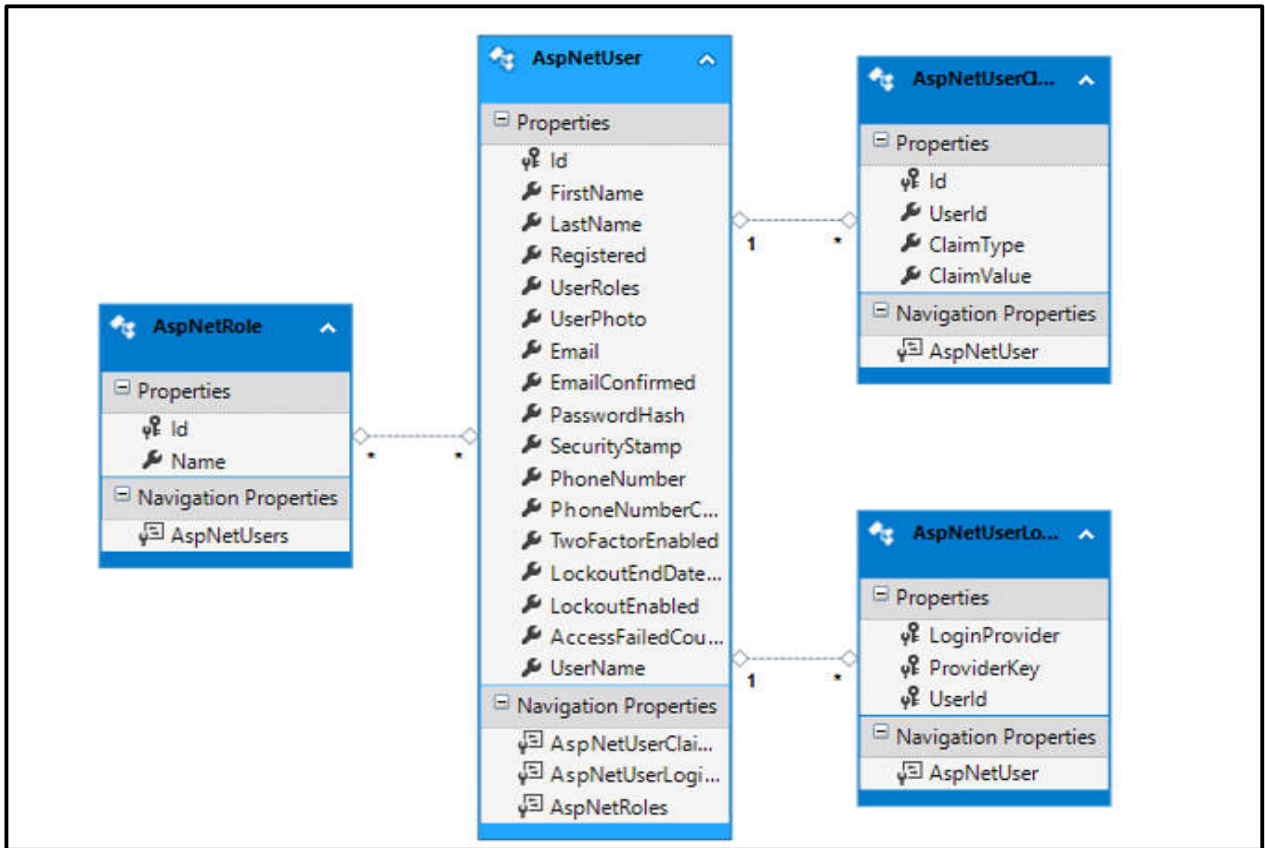 AspNetRole
Properties
Id
Name
Navigation Properties
AspNetUsers
* *
AspNetUser
Properties
Id
FirstName
LastName
Registered
UserRoles
UserPhoto
Email
EmailConfirmed
PasswordHash
SecurityStamp
PhoneNumber
PhoneNumberC...
TwoFactorEnabled
LockoutEndDate...
LockoutEnabled
AccessFailedCou...
UserName
Navigation Properties
AspNetUserClai...
AspNetUserLogi...
AspNetRoles
1 *
1 *
AspNetUserCl...
Properties
Id
UserId
ClaimType
ClaimValue
Navigation Properties
AspNetUser
AspNetUserLo...
Properties
LoginProvider
ProviderKey
UserId
Navigation Properties
AspNetUser